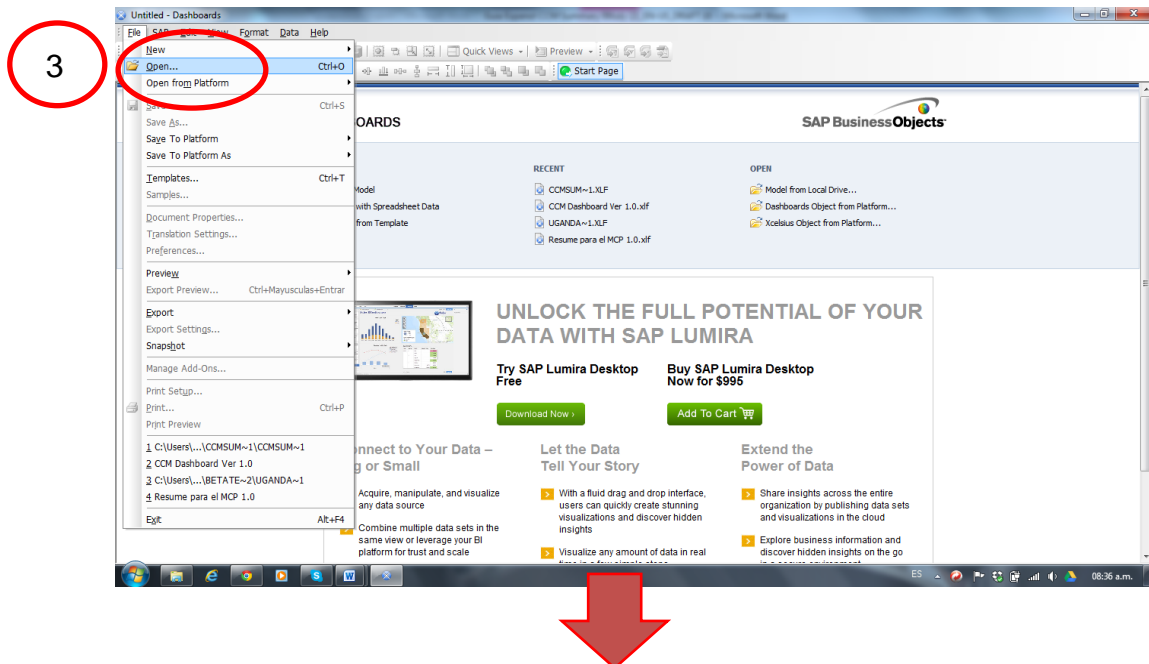 3
Untitled - Dashboards
File SAP Edit View Format Data Help
Quick Views Preview
Start Page
New
Open... Ctrl+O
Open from Platform
Save Ctrl+S
Save As...
Save To Platform
Save To Platform As
Templates... Ctrl+T
Samples...
Document Properties...
Translation Settings...
Preferences...
Preview
Export Preview... Ctrl+Mayusculas+Entrar
Export
Export Settings...
Snapshot
Manage Add-Ons...
Print Setup...
Print... Ctrl+P
Print Preview
1 C:\Users\...\CCMSUM~1\CCMSUM~1
2 CCM Dashboard Ver 1.0
3 C:\Users\...\BETATE~2\UGANDA~1
4 Resume para el MCP 1.0
Exit Alt+F4
OARDS
SAP BusinessObjects
Model
with Spreadsheet Data
from Template
RECENT
CCMSUM~1.XLF
CCM Dashboard Ver 1.0.xlf
UGANDA~1.XLF
Resume para el MCP 1.0.xlf
OPEN
Model from Local Drive...
Dashboards Object from Platform...
Xcelsius Object from Platform...
UNLOCK THE FULL POTENTIAL OF YOUR
DATA WITH SAP LUMIRA
Try SAP Lumira Desktop
Free
Download Now ›
Buy SAP Lumira Desktop
Now for $995
Add To Cart
nnect to Your Data –
g or Small
Acquire, manipulate, and visualize
any data source
Combine multiple data sets in the
same view or leverage your BI
platform for trust and scale
Let the Data
Tell Your Story
With a fluid drag and drop interface,
users can quickly create stunning
visualizations and discover hidden
insights
Visualize any amount of data in real
Extend the
Power of Data
Share insights across the entire
organization by publishing data sets
and visualizations in the cloud
Explore business information and
discover hidden insights on the go
ES 08:36 a.m.